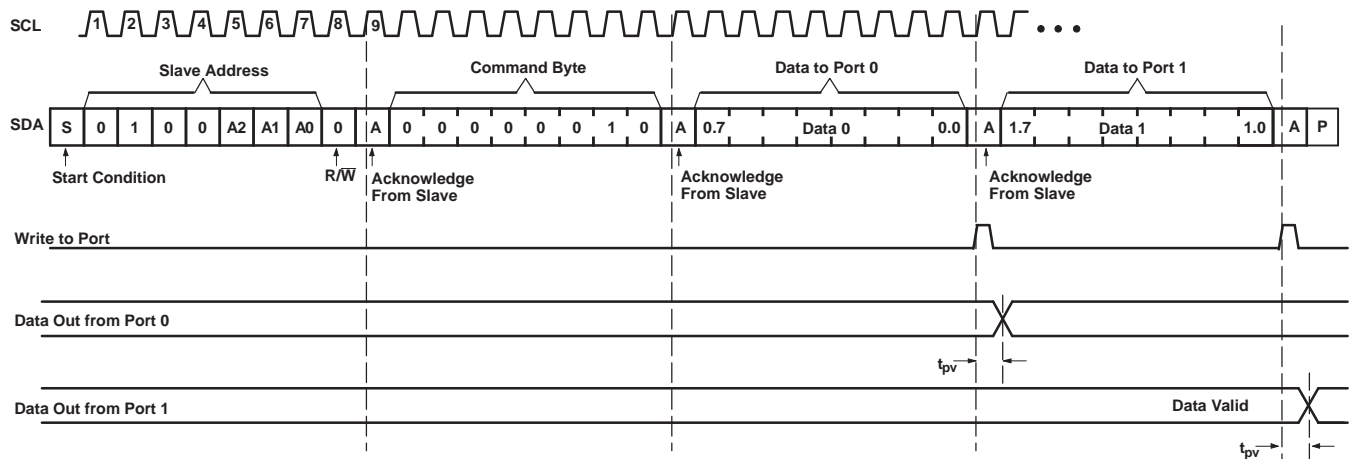 SCL 1 2 3 4 5 6 7 8 9 • • •
Slave Address Command Byte Data to Port 0 Data to Port 1
SDA S 0 1 0 0 A2 A1 A0 0 A 0 0 0 0 0 0 1 0 A 0.7 Data 0 0.0 A 1.7 Data 1 1.0 A P
Start Condition R/W̅ Acknowledge From Slave Acknowledge From Slave Acknowledge From Slave
Write to Port
Data Out from Port 0
tpv
Data Out from Port 1 Data Valid
tpv